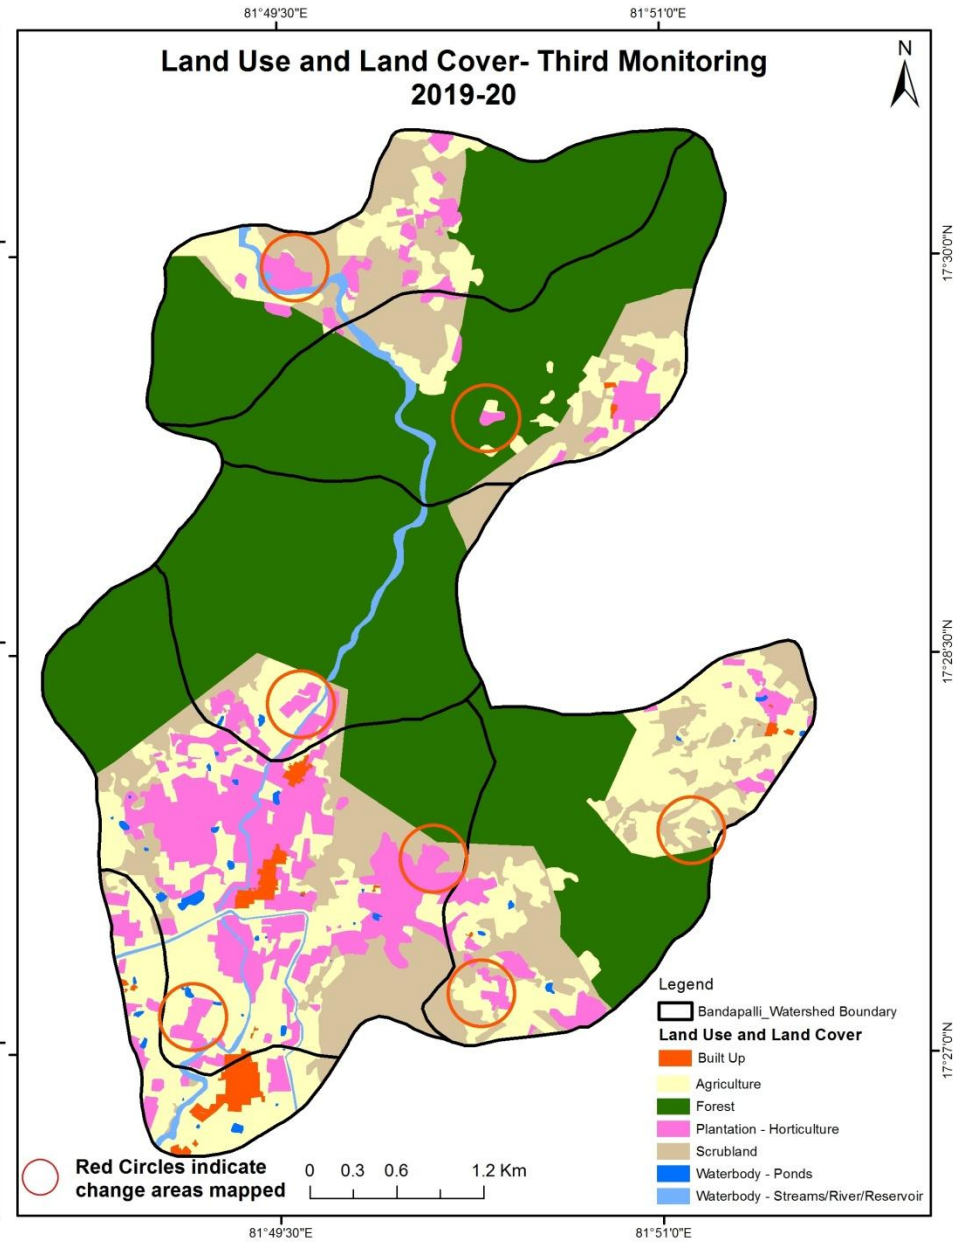 81°49'30"E
81°51'0"E
Land Use and Land Cover- Third Monitoring
2019-20
N
17°30'0"N
17°28'30"N
17°27'0"N
Legend
Bandapalli_Watershed Boundary
Land Use and Land Cover
Built Up
Agriculture
Forest
Plantation - Horticulture
Scrubland
Waterbody - Ponds
Waterbody - Streams/River/Reservoir
Red Circles indicate
change areas mapped
0 0.3 0.6 1.2 Km
81°49'30"E
81°51'0"E